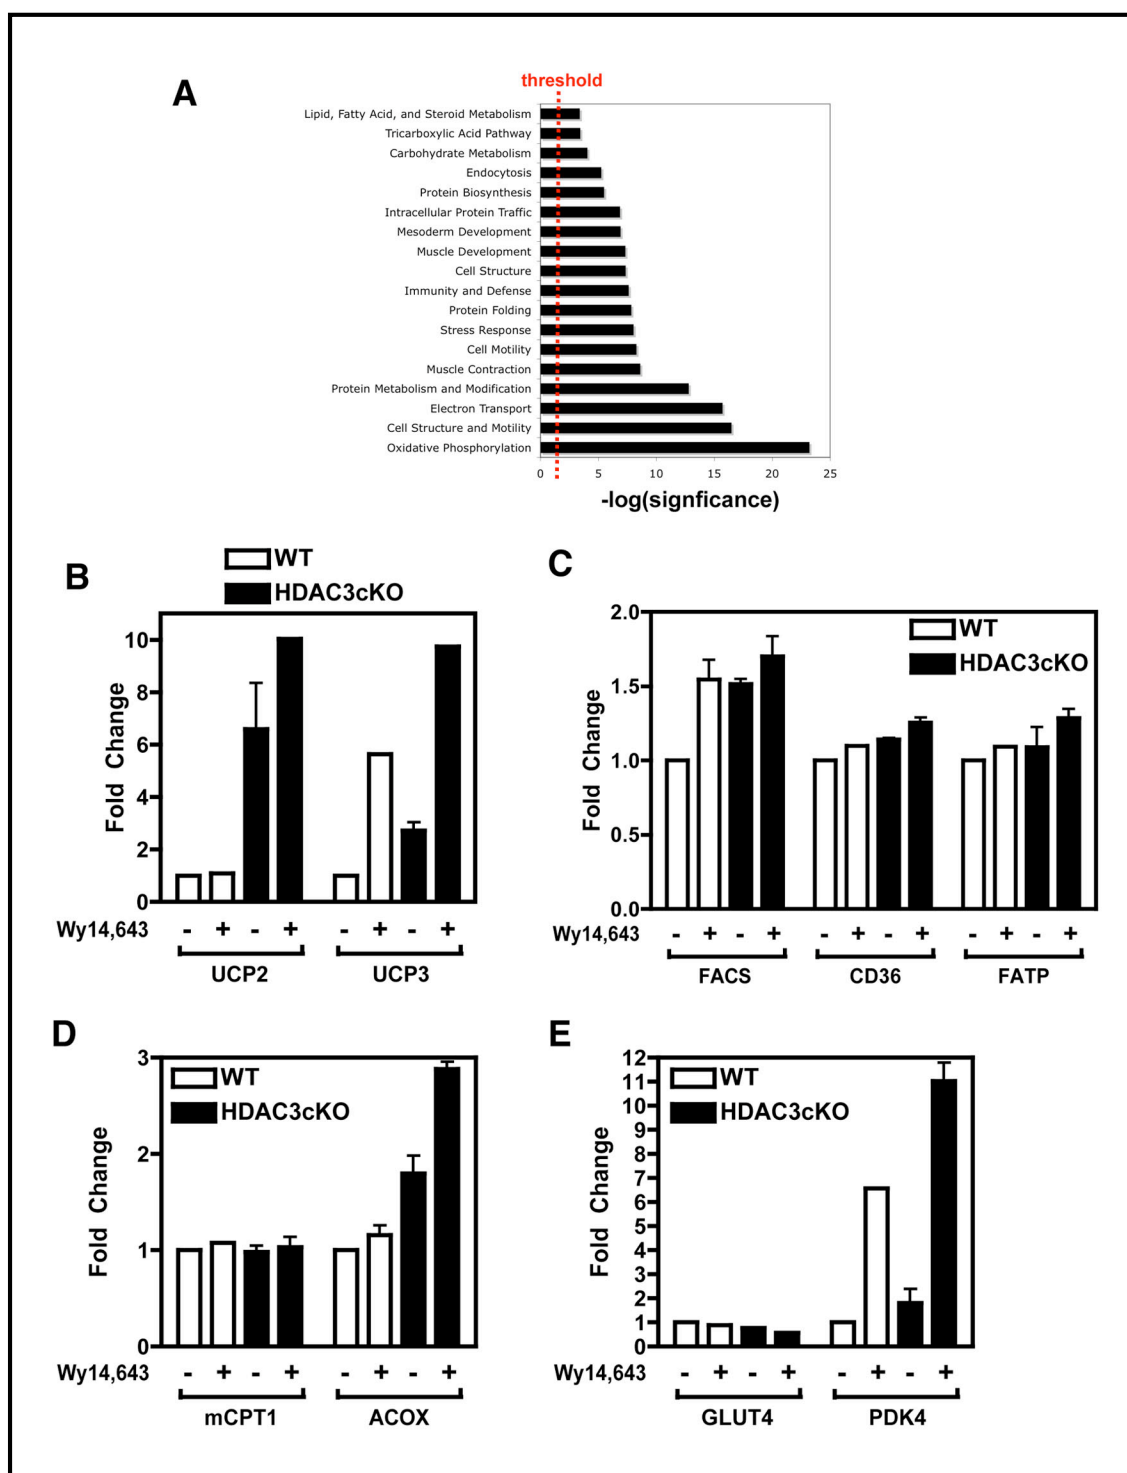 A
threshold
Lipid, Fatty Acid, and Steroid Metabolism
Tricarboxylic Acid Pathway
Carbohydrate Metabolism
Endocytosis
Protein Biosynthesis
Intracellular Protein Traffic
Mesoderm Development
Muscle Development
Cell Structure
Immunity and Defense
Protein Folding
Stress Response
Cell Motility
Muscle Contraction
Protein Metabolism and Modification
Electron Transport
Cell Structure and Motility
Oxidative Phosphorylation
0 5 10 15 20 25
-log(signficance)
B
WT
HDAC3cKO
Fold Change
10
8
6
4
2
0
Wy14,643 - + - + - + - +
UCP2 UCP3
C
WT
HDAC3cKO
Fold Change
2.0
1.5
1.0
0.5
0.0
Wy14,643 - + - + - + - + - + - +
FACS CD36 FATP
D
WT
HDAC3cKO
Fold Change
3
2
1
0
Wy14,643 - + - + - + - +
mCPT1 ACOX
E
WT
HDAC3cKO
Fold Change
12
11
10
9
8
7
6
5
4
3
2
1
0
Wy14,643 - + - + - + - +
GLUT4 PDK4